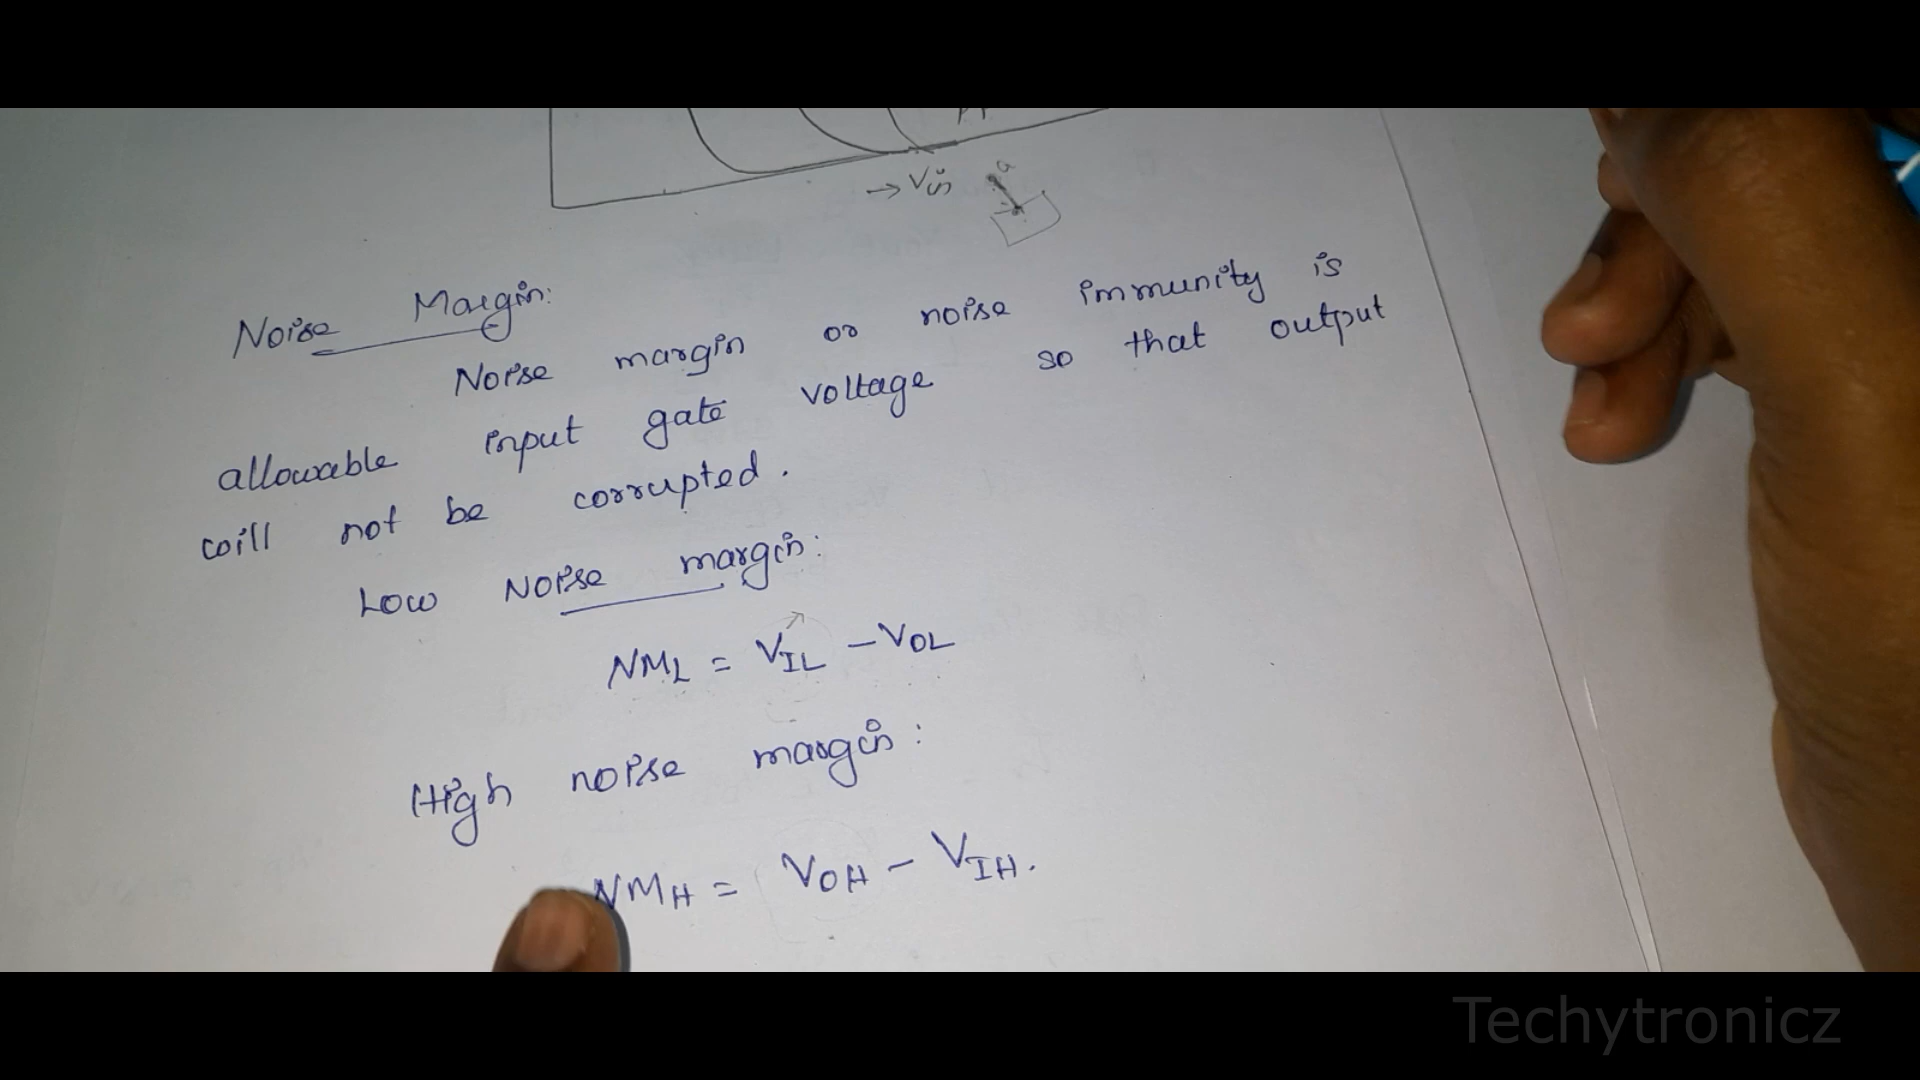 → Vin
Noise Margin:
Noise margin or noise immunity is
allowable input gate voltage so that output
will not be corrupted.
Low Noise margin:
NML = VIL - VOL
High noise margin:
NMH = VOH - VIH.
Techytronicz